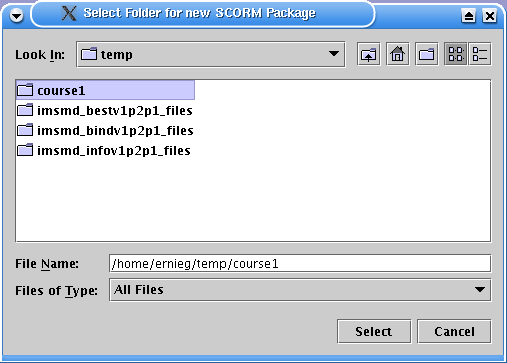 Select Folder for new SCORM Package
Look In: temp
course1
imsmd_bestv1p2p1_files
imsmd_bindv1p2p1_files
imsmd_infov1p2p1_files
File Name: /home/ernieg/temp/course1
Files of Type: All Files
Select Cancel